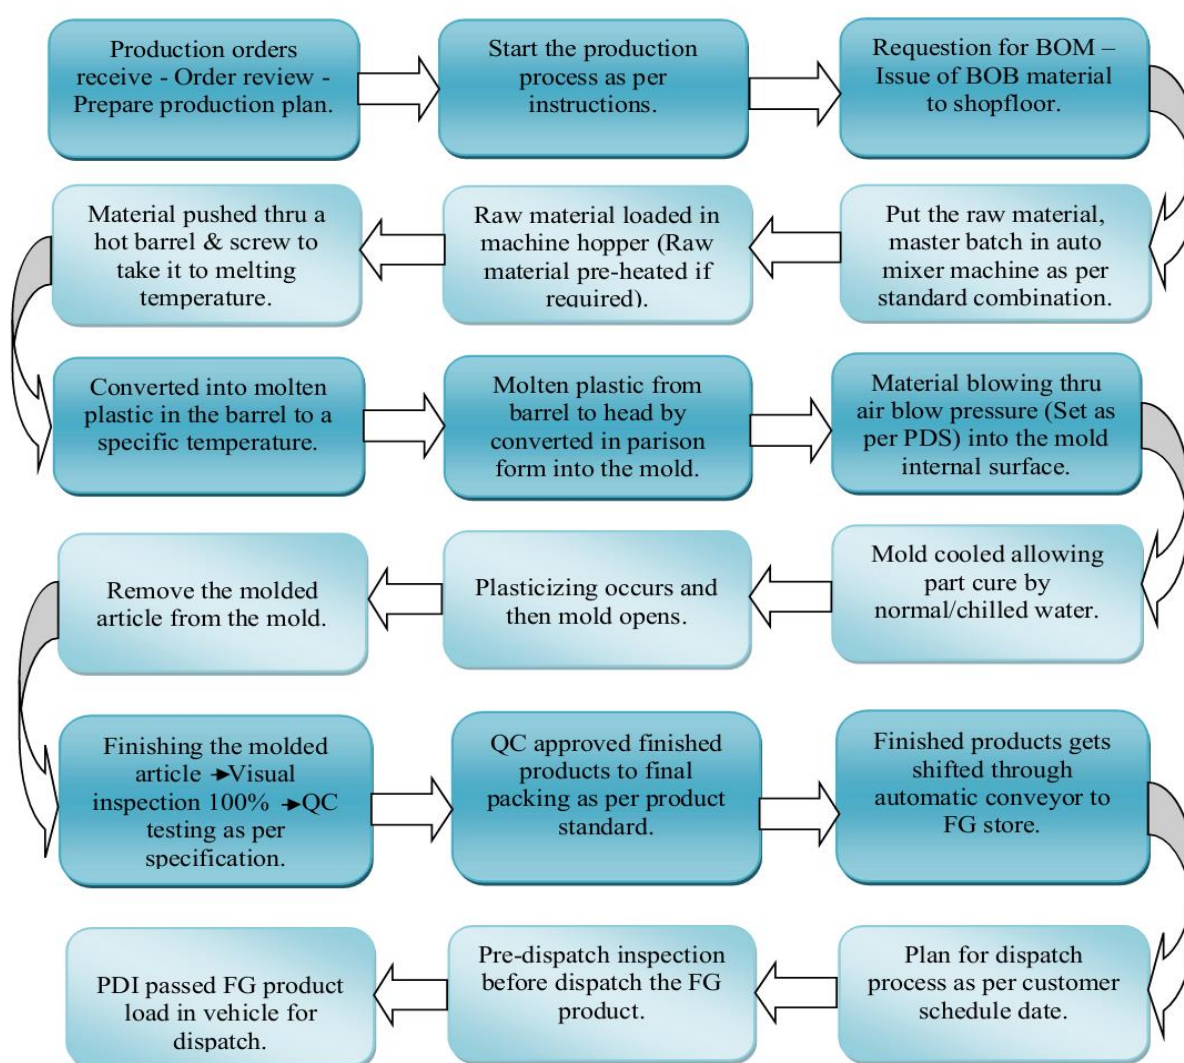 Production orders
receive - Order review -
Prepare production plan.
Start the production
process as per
instructions.
Requestion for BOM –
Issue of BOB material
to shopfloor.
Put the raw material,
master batch in auto
mixer machine as per
standard combination.
Raw material loaded in
machine hopper (Raw
material pre-heated if
required).
Material pushed thru a
hot barrel & screw to
take it to melting
temperature.
Converted into molten
plastic in the barrel to a
specific temperature.
Molten plastic from
barrel to head by
converted in parison
form into the mold.
Material blowing thru
air blow pressure (Set as
per PDS) into the mold
internal surface.
Mold cooled allowing
part cure by
normal/chilled water.
Plasticizing occurs and
then mold opens.
Remove the molded
article from the mold.
Finishing the molded
article →Visual
inspection 100% →QC
testing as per
specification.
QC approved finished
products to final
packing as per product
standard.
Finished products gets
shifted through
automatic conveyor to
FG store.
Plan for dispatch
process as per customer
schedule date.
Pre-dispatch inspection
before dispatch the FG
product.
PDI passed FG product
load in vehicle for
dispatch.